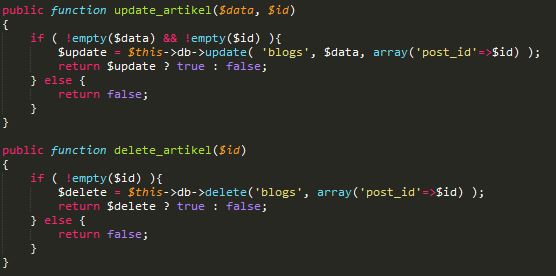 public function update_artikel($data, $id)
{
    if ( !empty($data) && !empty($id) ){
        $update = $this->db->update( 'blogs', $data, array('post_id'=>$id) );
        return $update ? true : false;
    } else {
        return false;
    }
}
public function delete_artikel($id)
{
    if ( !empty($id) ){
        $delete = $this->db->delete('blogs', array('post_id'=>$id) );
        return $delete ? true : false;
    } else {
        return false;
    }
}